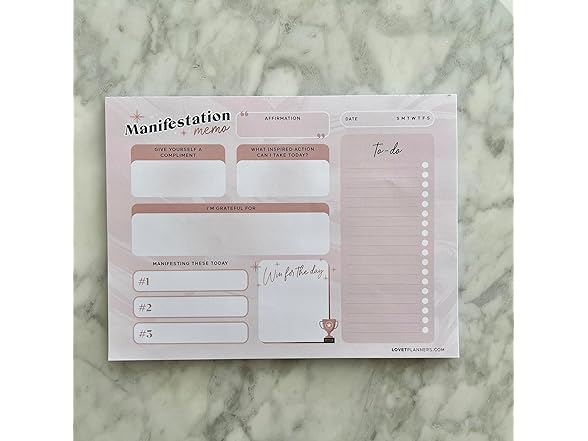 Manifestation
memo
“
AFFIRMATION
”
DATE S M T W T F S
GIVE YOURSELF A
COMPLIMENT
WHAT INSPIRED ACTION
CAN I TAKE TODAY?
To-do
I'M GRATEFUL FOR
MANIFESTING THESE TODAY
#1
#2
#3
Win for the day
LOVETPLANNERS.COM